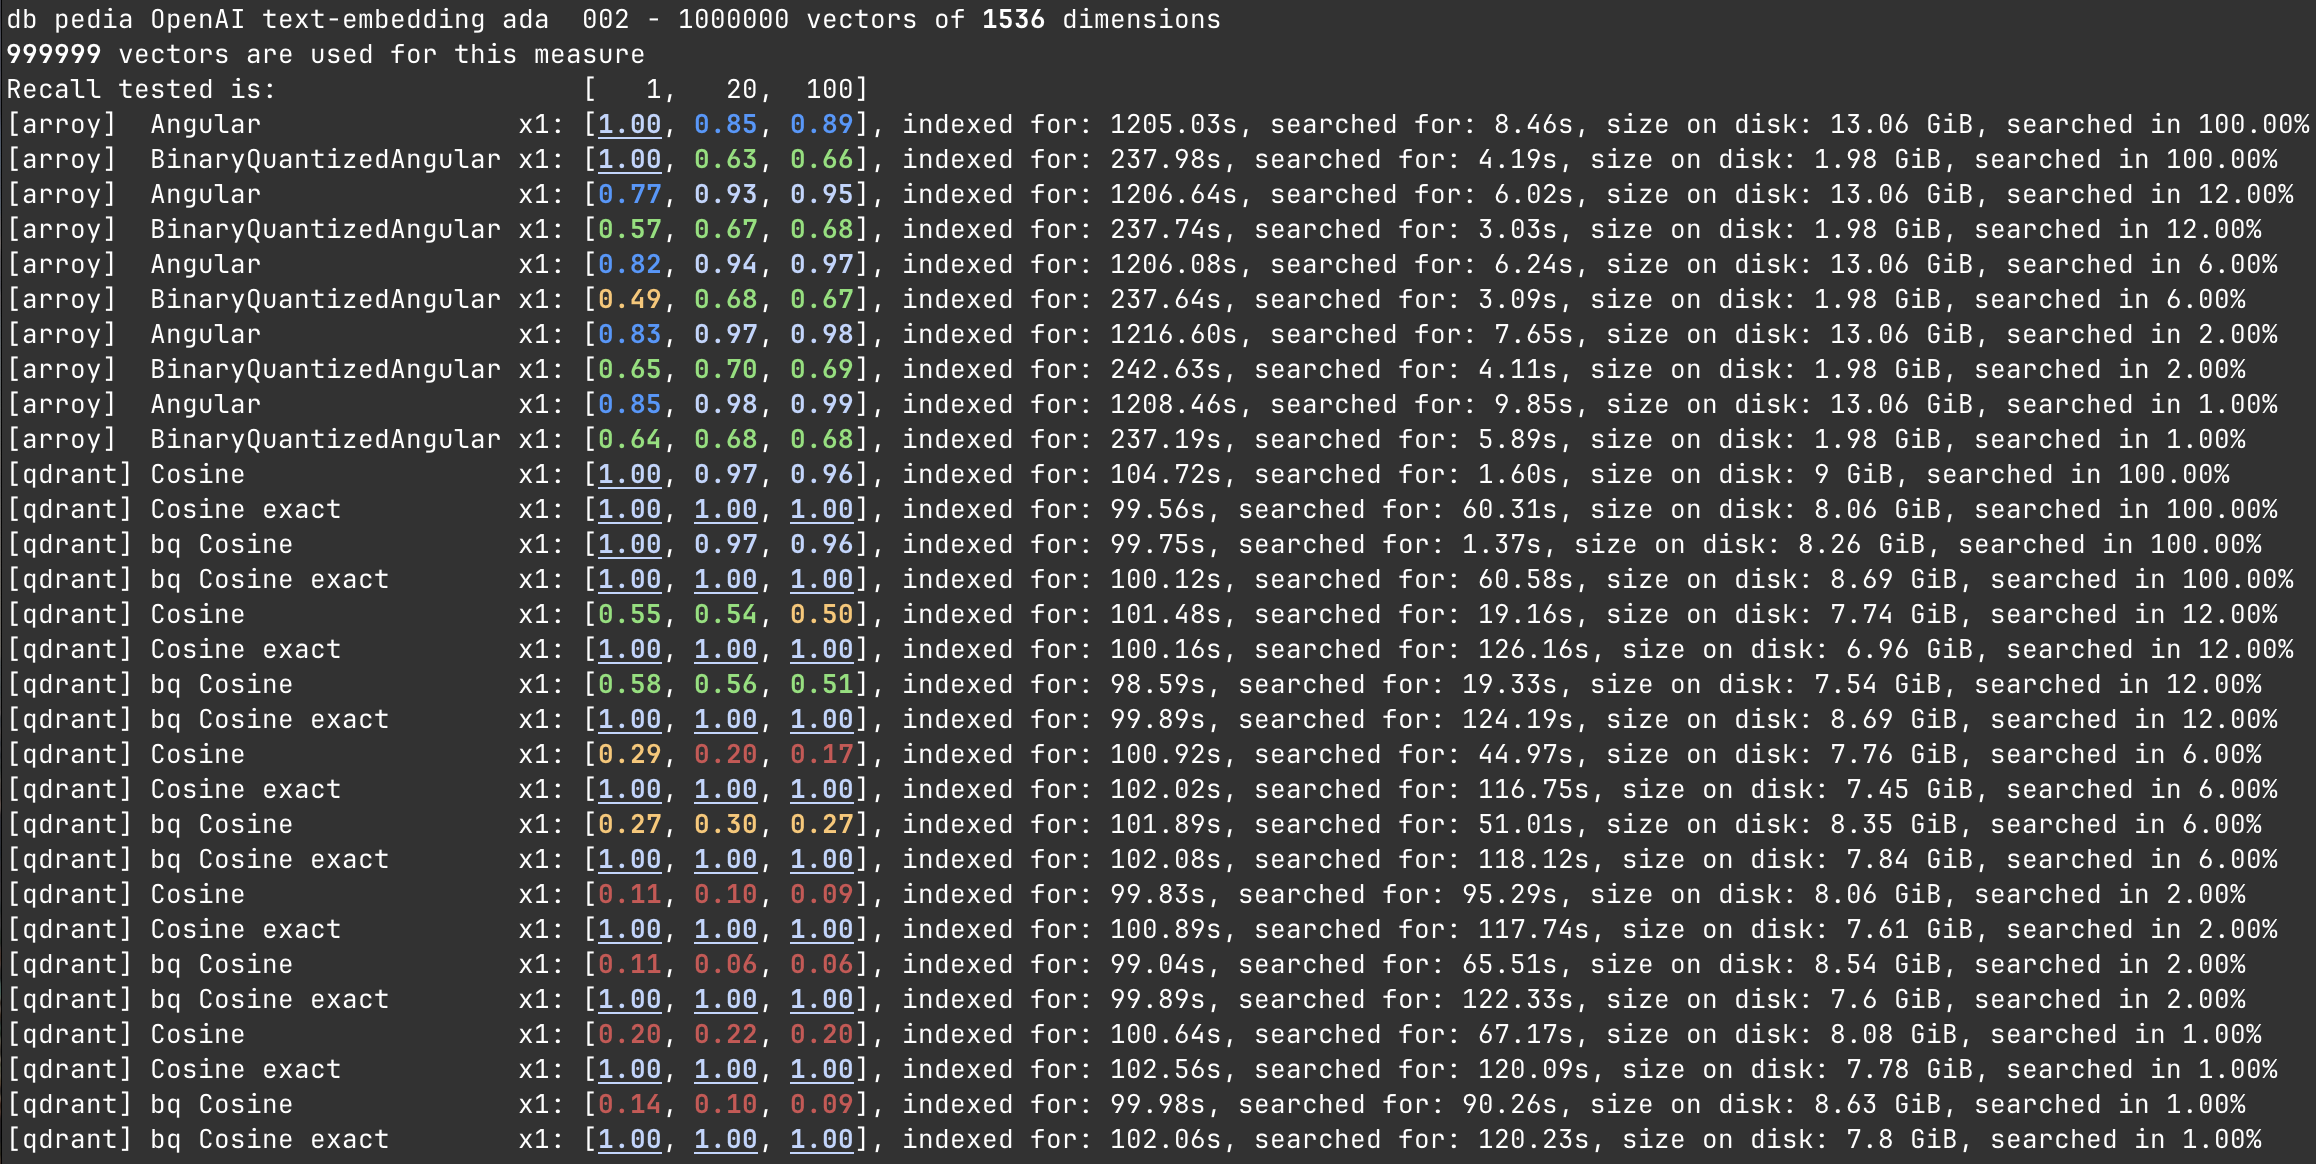 db pedia OpenAI text-embedding ada  002 - 1000000 vectors of 1536 dimensions
999999 vectors are used for this measure
Recall tested is:                   [   1,   20,  100]
[arroy]  Angular                x1: [1.00, 0.85, 0.89], indexed for: 1205.03s, searched for: 8.46s, size on disk: 13.06 GiB, searched in 100.00%
[arroy]  BinaryQuantizedAngular x1: [1.00, 0.63, 0.66], indexed for: 237.98s, searched for: 4.19s, size on disk: 1.98 GiB, searched in 100.00%
[arroy]  Angular                x1: [0.77, 0.93, 0.95], indexed for: 1206.64s, searched for: 6.02s, size on disk: 13.06 GiB, searched in 12.00%
[arroy]  BinaryQuantizedAngular x1: [0.57, 0.67, 0.68], indexed for: 237.74s, searched for: 3.03s, size on disk: 1.98 GiB, searched in 12.00%
[arroy]  Angular                x1: [0.82, 0.94, 0.97], indexed for: 1206.08s, searched for: 6.24s, size on disk: 13.06 GiB, searched in 6.00%
[arroy]  BinaryQuantizedAngular x1: [0.49, 0.68, 0.67], indexed for: 237.64s, searched for: 3.09s, size on disk: 1.98 GiB, searched in 6.00%
[arroy]  Angular                x1: [0.83, 0.97, 0.98], indexed for: 1216.60s, searched for: 7.65s, size on disk: 13.06 GiB, searched in 2.00%
[arroy]  BinaryQuantizedAngular x1: [0.65, 0.70, 0.69], indexed for: 242.63s, searched for: 4.11s, size on disk: 1.98 GiB, searched in 2.00%
[arroy]  Angular                x1: [0.85, 0.98, 0.99], indexed for: 1208.46s, searched for: 9.85s, size on disk: 13.06 GiB, searched in 1.00%
[arroy]  BinaryQuantizedAngular x1: [0.64, 0.68, 0.68], indexed for: 237.19s, searched for: 5.89s, size on disk: 1.98 GiB, searched in 1.00%
[qdrant] Cosine                 x1: [1.00, 0.97, 0.96], indexed for: 104.72s, searched for: 1.60s, size on disk: 9 GiB, searched in 100.00%
[qdrant] Cosine exact           x1: [1.00, 1.00, 1.00], indexed for: 99.56s, searched for: 60.31s, size on disk: 8.06 GiB, searched in 100.00%
[qdrant] bq Cosine              x1: [1.00, 0.97, 0.96], indexed for: 99.75s, searched for: 1.37s, size on disk: 8.26 GiB, searched in 100.00%
[qdrant] bq Cosine exact        x1: [1.00, 1.00, 1.00], indexed for: 100.12s, searched for: 60.58s, size on disk: 8.69 GiB, searched in 100.00%
[qdrant] Cosine                 x1: [0.55, 0.54, 0.50], indexed for: 101.48s, searched for: 19.16s, size on disk: 7.74 GiB, searched in 12.00%
[qdrant] Cosine exact           x1: [1.00, 1.00, 1.00], indexed for: 100.16s, searched for: 126.16s, size on disk: 6.96 GiB, searched in 12.00%
[qdrant] bq Cosine              x1: [0.58, 0.56, 0.51], indexed for: 98.59s, searched for: 19.33s, size on disk: 7.54 GiB, searched in 12.00%
[qdrant] bq Cosine exact        x1: [1.00, 1.00, 1.00], indexed for: 99.89s, searched for: 124.19s, size on disk: 8.69 GiB, searched in 12.00%
[qdrant] Cosine                 x1: [0.29, 0.20, 0.17], indexed for: 100.92s, searched for: 44.97s, size on disk: 7.76 GiB, searched in 6.00%
[qdrant] Cosine exact           x1: [1.00, 1.00, 1.00], indexed for: 102.02s, searched for: 116.75s, size on disk: 7.45 GiB, searched in 6.00%
[qdrant] bq Cosine              x1: [0.27, 0.30, 0.27], indexed for: 101.89s, searched for: 51.01s, size on disk: 8.35 GiB, searched in 6.00%
[qdrant] bq Cosine exact        x1: [1.00, 1.00, 1.00], indexed for: 102.08s, searched for: 118.12s, size on disk: 7.84 GiB, searched in 6.00%
[qdrant] Cosine                 x1: [0.11, 0.10, 0.09], indexed for: 99.83s, searched for: 95.29s, size on disk: 8.06 GiB, searched in 2.00%
[qdrant] Cosine exact           x1: [1.00, 1.00, 1.00], indexed for: 100.89s, searched for: 117.74s, size on disk: 7.61 GiB, searched in 2.00%
[qdrant] bq Cosine              x1: [0.11, 0.06, 0.06], indexed for: 99.04s, searched for: 65.51s, size on disk: 8.54 GiB, searched in 2.00%
[qdrant] bq Cosine exact        x1: [1.00, 1.00, 1.00], indexed for: 99.89s, searched for: 122.33s, size on disk: 7.6 GiB, searched in 2.00%
[qdrant] Cosine                 x1: [0.20, 0.22, 0.20], indexed for: 100.64s, searched for: 67.17s, size on disk: 8.08 GiB, searched in 1.00%
[qdrant] Cosine exact           x1: [1.00, 1.00, 1.00], indexed for: 102.56s, searched for: 120.09s, size on disk: 7.78 GiB, searched in 1.00%
[qdrant] bq Cosine              x1: [0.14, 0.10, 0.09], indexed for: 99.98s, searched for: 90.26s, size on disk: 8.63 GiB, searched in 1.00%
[qdrant] bq Cosine exact        x1: [1.00, 1.00, 1.00], indexed for: 102.06s, searched for: 120.23s, size on disk: 7.8 GiB, searched in 1.00%